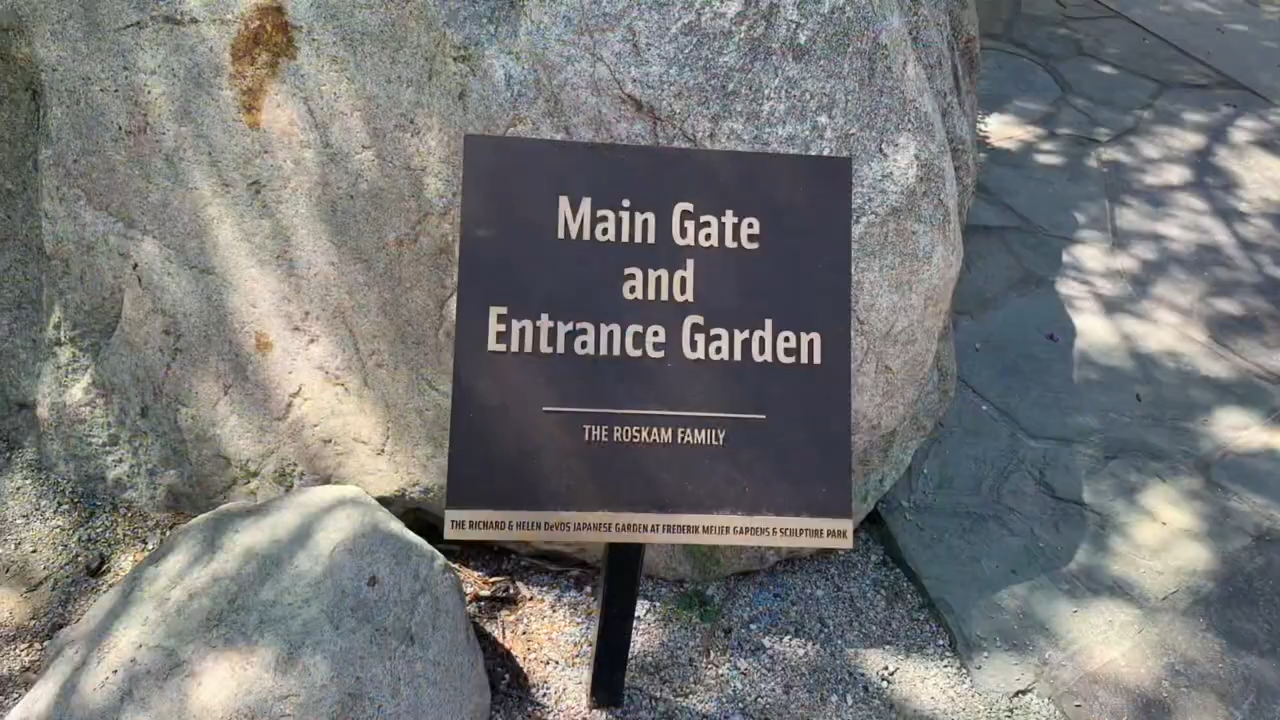 Main Gate
and
Entrance Garden
THE ROSKAM FAMILY
THE RICHARD & HELEN DeVOS JAPANESE GARDEN AT FREDERIK MEIJER GARDENS & SCULPTURE PARK